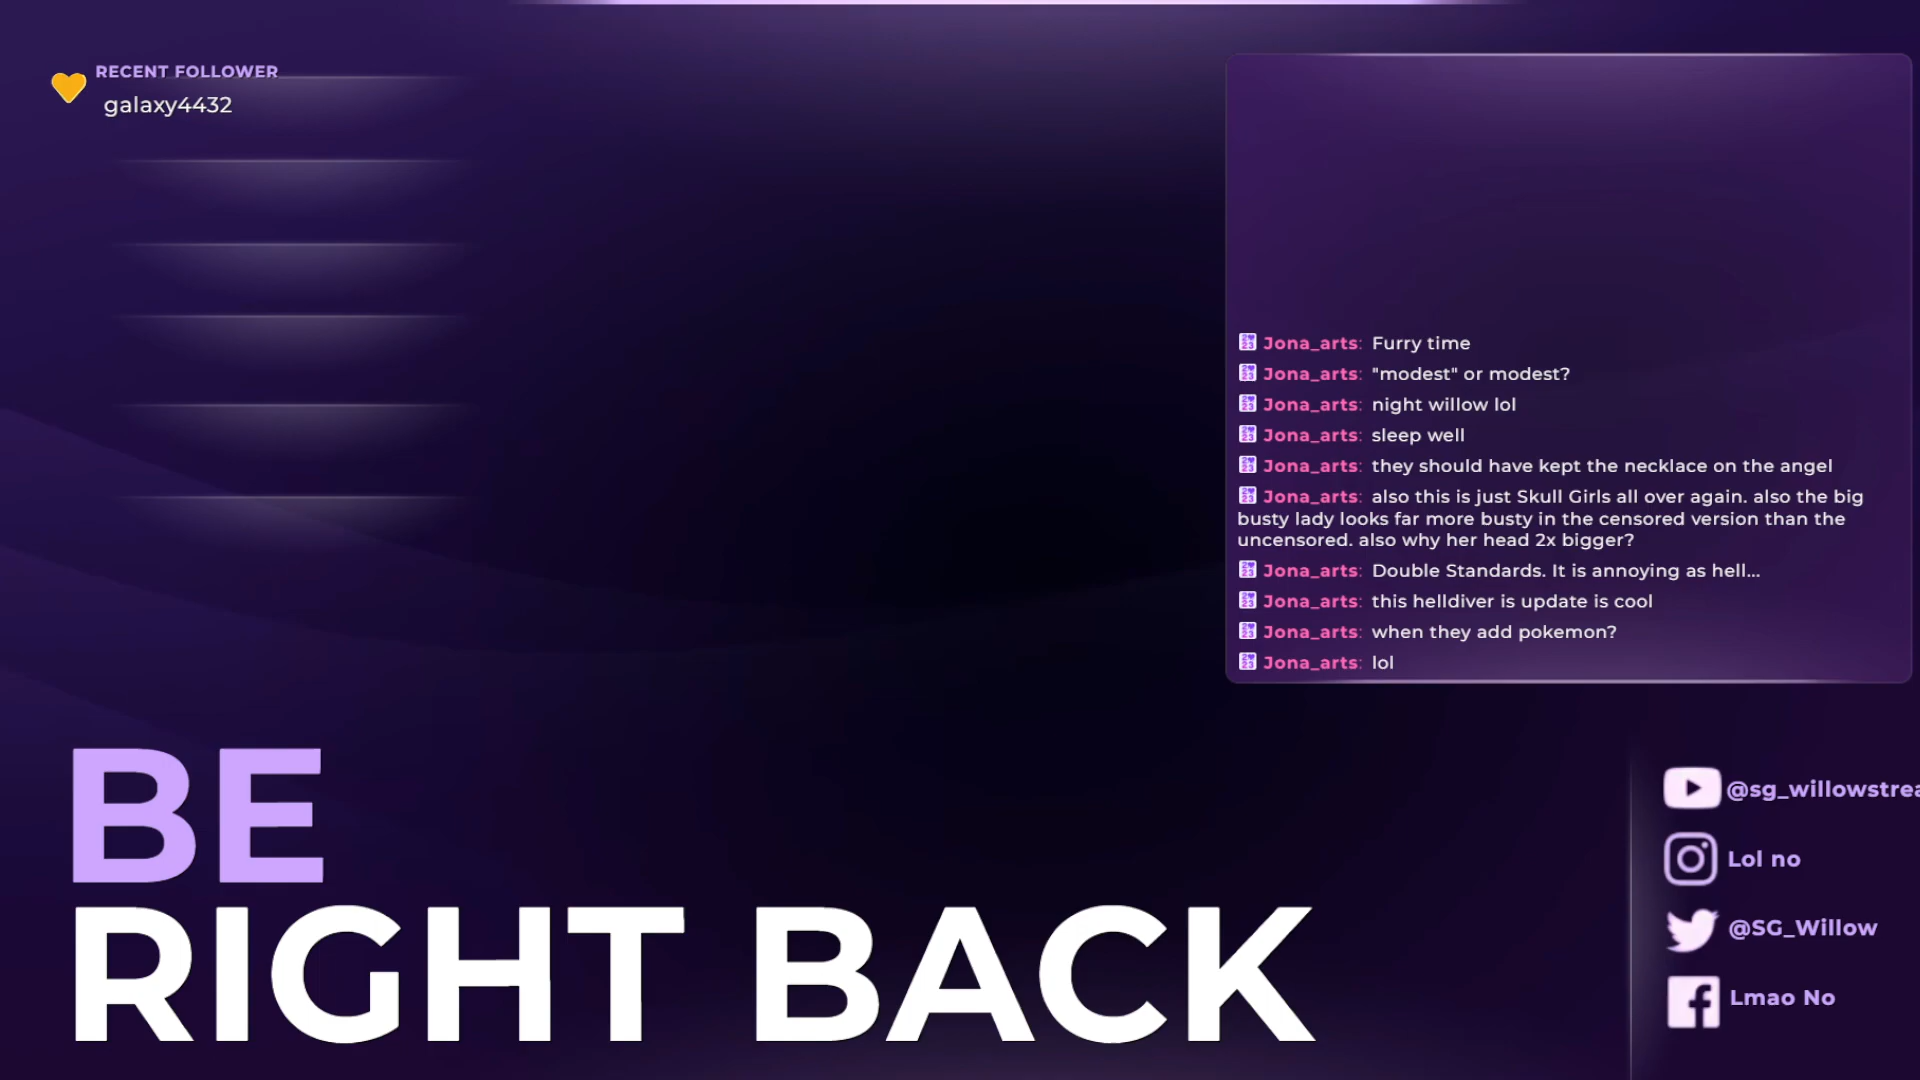 RECENT FOLLOWER
galaxy4432
Jona_arts: Furry time
Jona_arts: "modest" or modest?
Jona_arts: night willow lol
Jona_arts: sleep well
Jona_arts: they should have kept the necklace on the angel
Jona_arts: also this is just Skull Girls all over again. also the big
busty lady looks far more busty in the censored version than the
uncensored. also why her head 2x bigger?
Jona_arts: Double Standards. It is annoying as hell...
Jona_arts: this helldiver is update is cool
Jona_arts: when they add pokemon?
Jona_arts: lol
BE
RIGHT BACK
@sg_willowstrea
Lol no
@SG_Willow
Lmao No